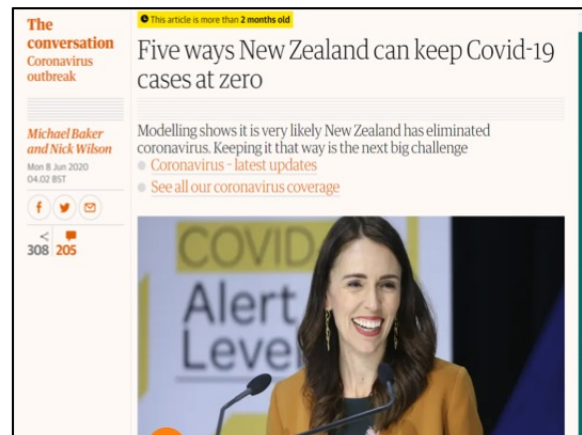 This article is more than 2 months old
The
conversation
Coronavirus
outbreak
Five ways New Zealand can keep Covid-19
cases at zero
Michael Baker
and Nick Wilson
Mon 8 Jun 2020
04.02 BST
308 205
Modelling shows it is very likely New Zealand has eliminated
coronavirus. Keeping it that way is the next big challenge
Coronavirus - latest updates
See all our coronavirus coverage
COVID
Alert
Level